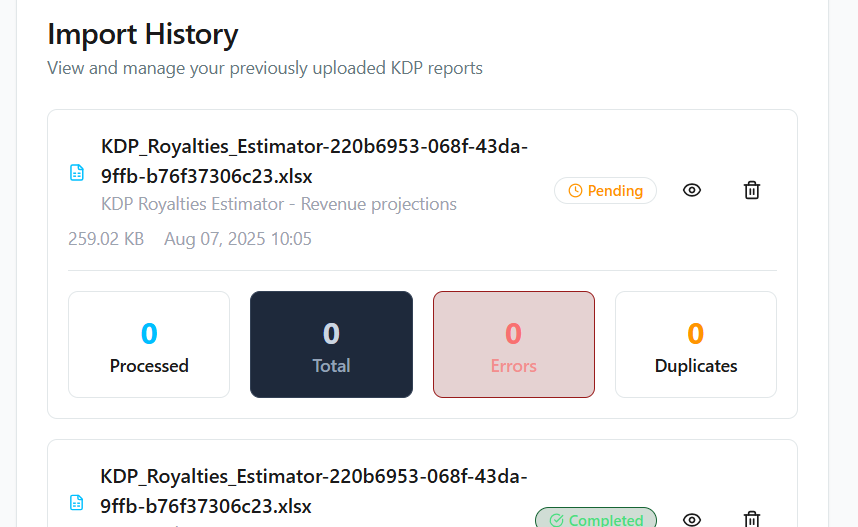 Import History
View and manage your previously uploaded KDP reports
KDP_Royalties_Estimator-220b6953-068f-43da-
9ffb-b76f37306c23.xlsx
Pending
KDP Royalties Estimator - Revenue projections
259.02 KB Aug 07, 2025 10:05
0 0 0 0
Processed Total Errors Duplicates
KDP_Royalties_Estimator-220b6953-068f-43da-
9ffb-b76f37306c23.xlsx
Completed